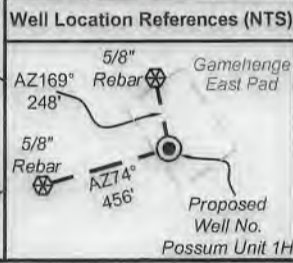 Well Location References (NTS)
5/8"
Rebar
AZ169°
248'
Gamehenge
East Pad
5/8"
Rebar
AZ74°
456'
Proposed
Well No.
Possum Unit 1H